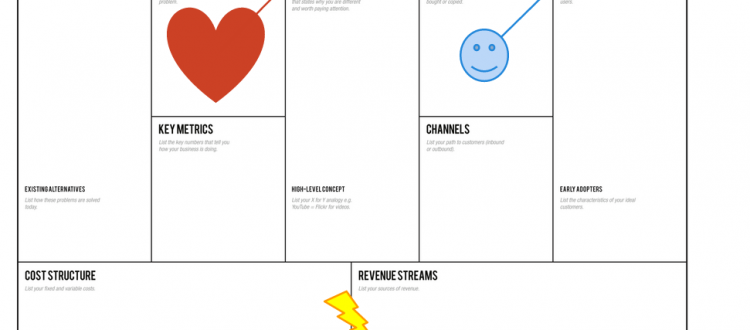 problem.
that states why you are different
and worth paying attention.
bought or copied.
users.
KEY METRICS
List the key numbers that tell you
how your business is doing.
CHANNELS
List your path to customers (inbound
or outbound).
EXISTING ALTERNATIVES
List how these problems are solved
today.
HIGH-LEVEL CONCEPT
List your X for Y analogy e.g.
YouTube = Flickr for videos.
EARLY ADOPTERS
List the characteristics of your ideal
customers.
COST STRUCTURE
List your fixed and variable costs.
REVENUE STREAMS
List your sources of revenue.